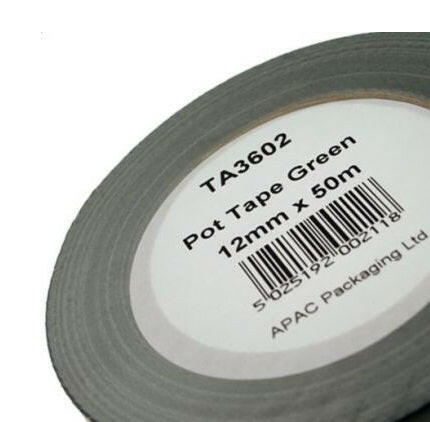 TA3602
Pot Tape Green
12mm x 50m
5 025192 002118
APAC Packaging Ltd